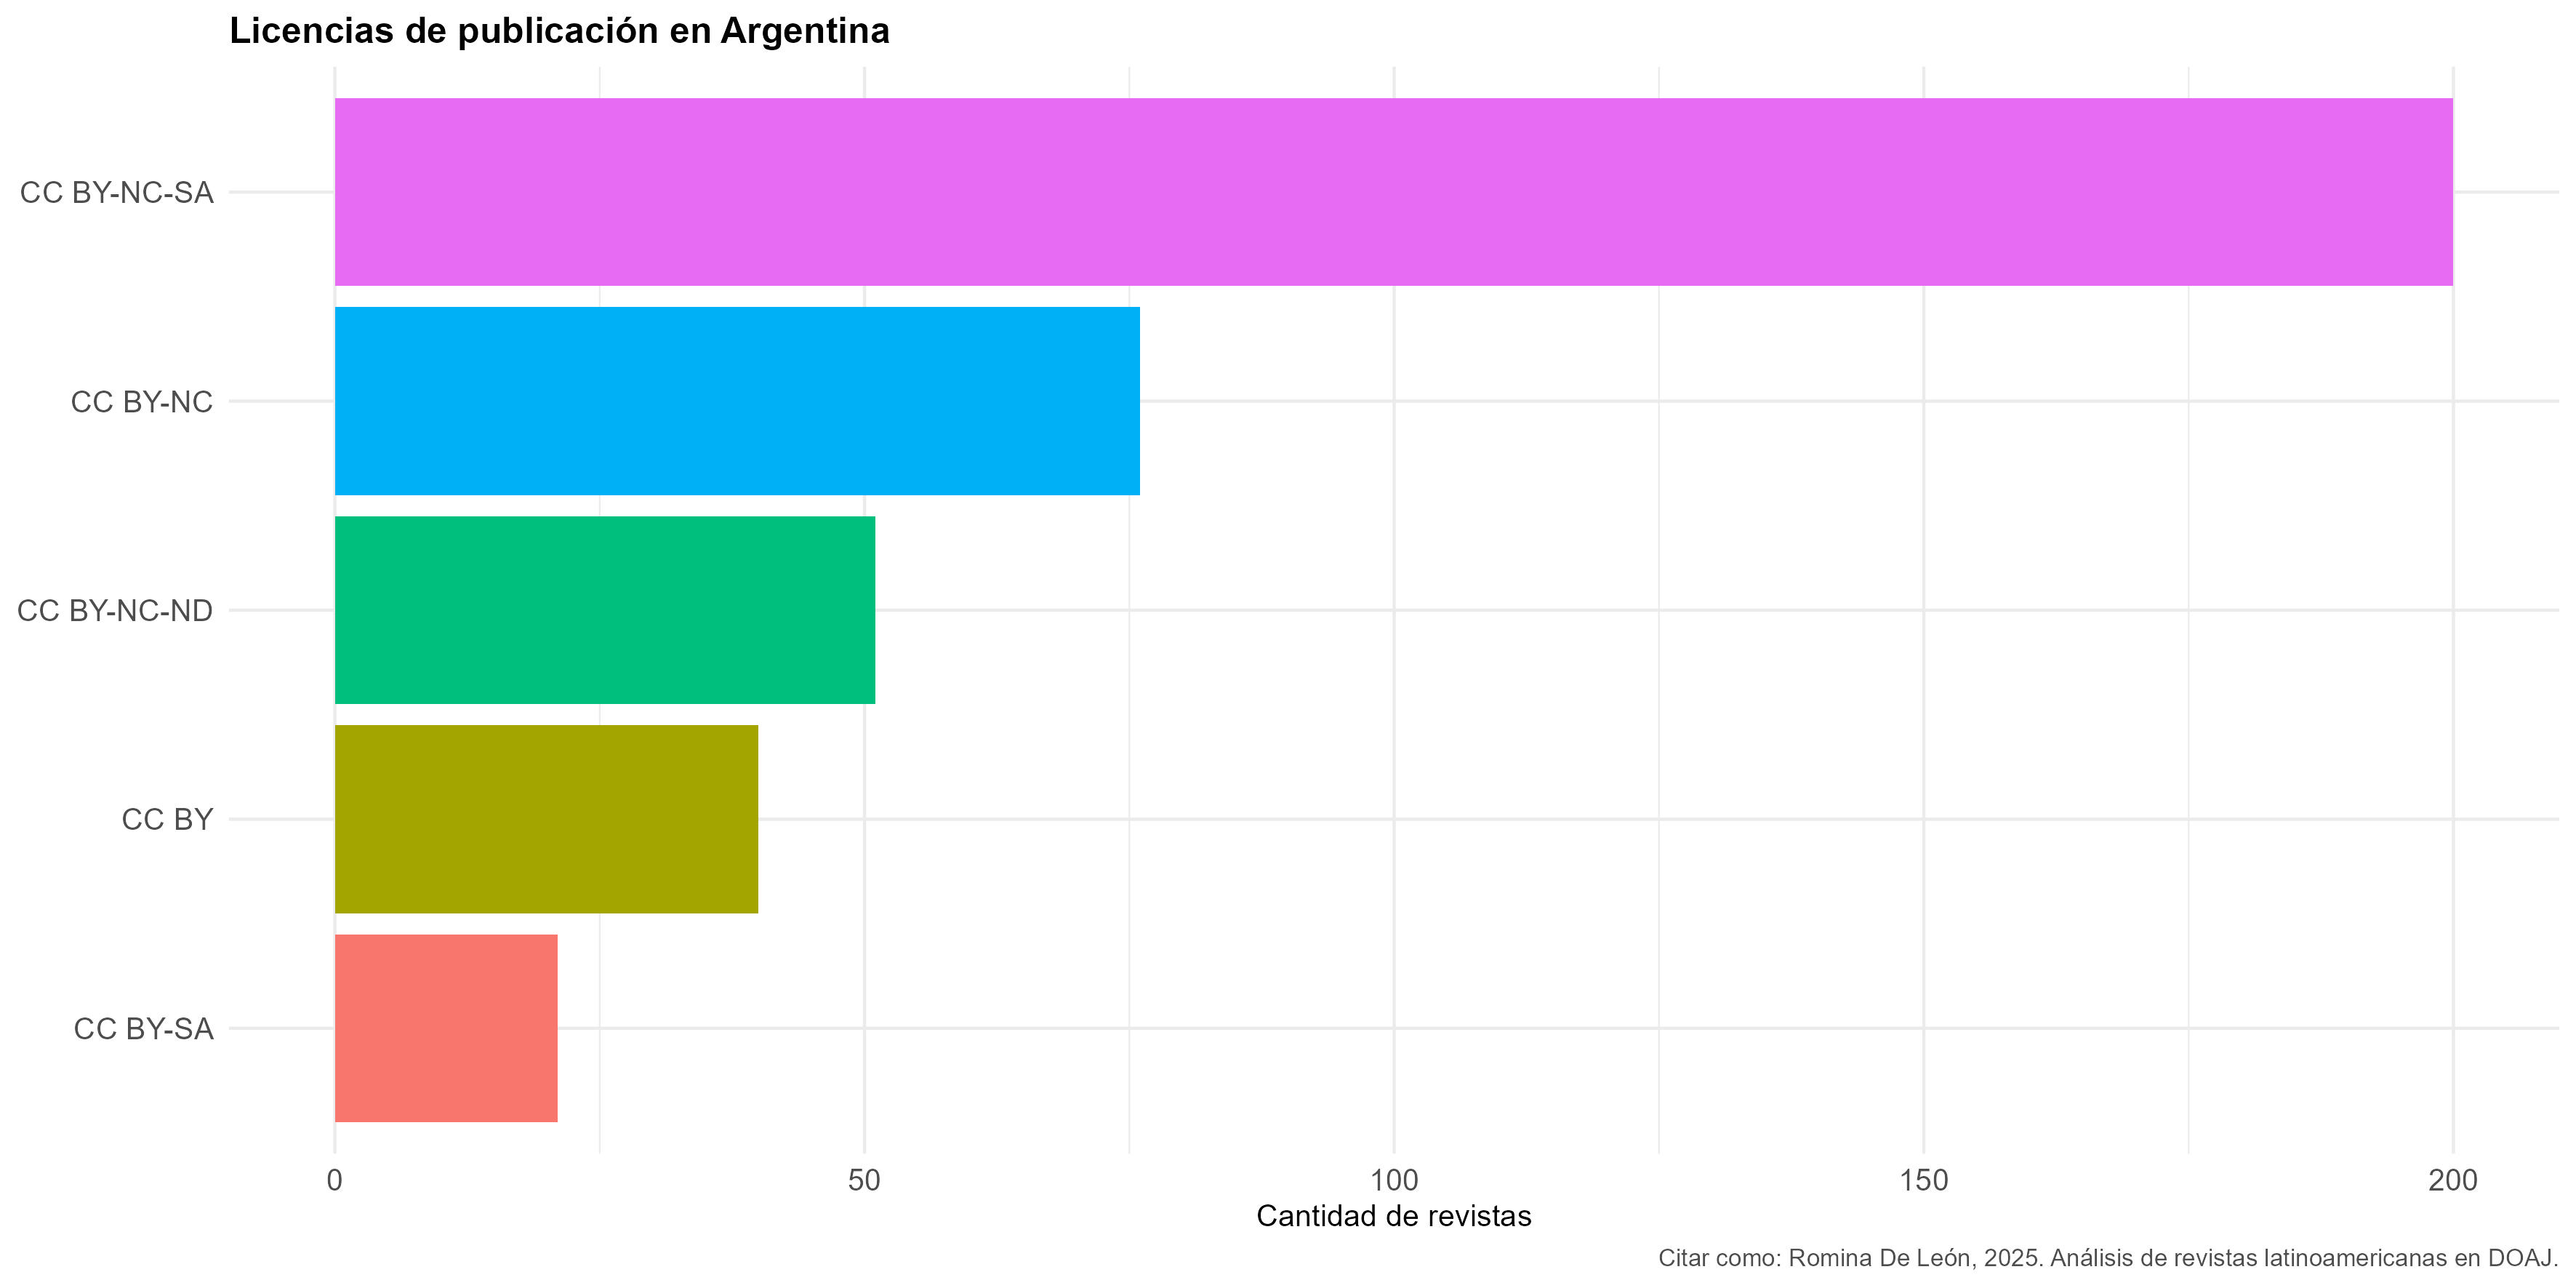 Licencias de publicación en Argentina
CC BY-NC-SA
CC BY-NC
CC BY-NC-ND
CC BY
CC BY-SA
0 50 100 150 200
Cantidad de revistas
Citar como: Romina De León, 2025. Análisis de revistas latinoamericanas en DOAJ.